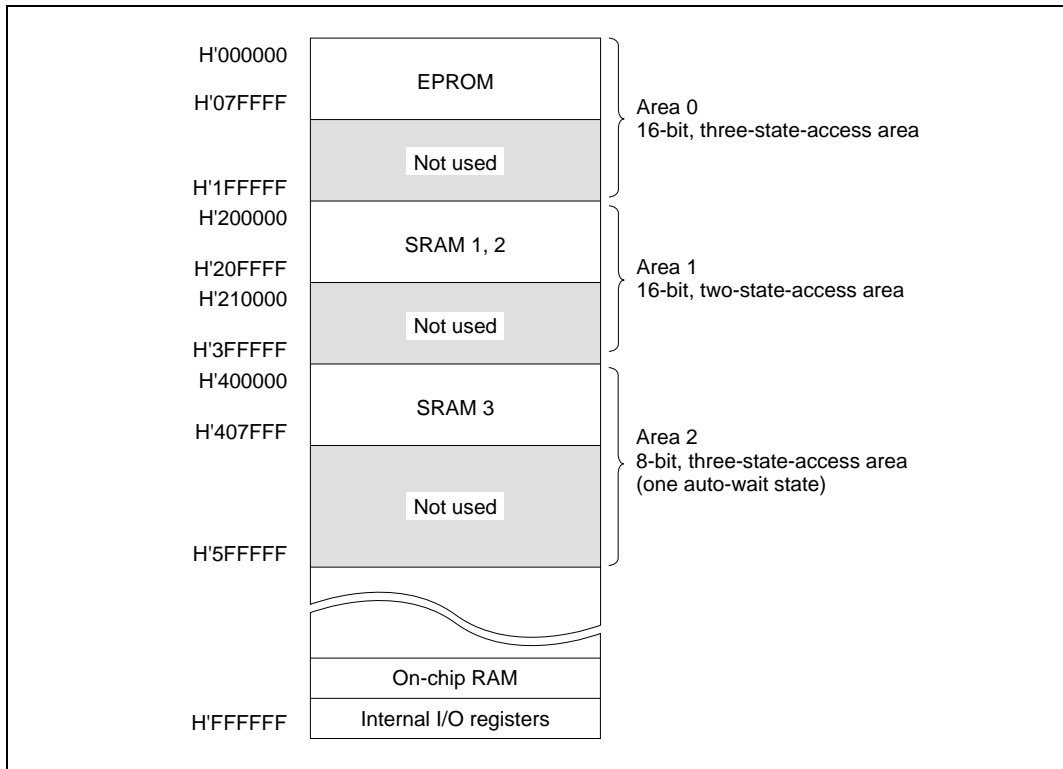 H'000000
EPROM
H'07FFFF
Area 0
16-bit, three-state-access area
Not used
H'1FFFFF
H'200000
SRAM 1, 2
H'20FFFF
Area 1
16-bit, two-state-access area
H'210000
Not used
H'3FFFFF
H'400000
SRAM 3
H'407FFF
Area 2
8-bit, three-state-access area
(one auto-wait state)
Not used
H'5FFFFF
On-chip RAM
H'FFFFFF
Internal I/O registers